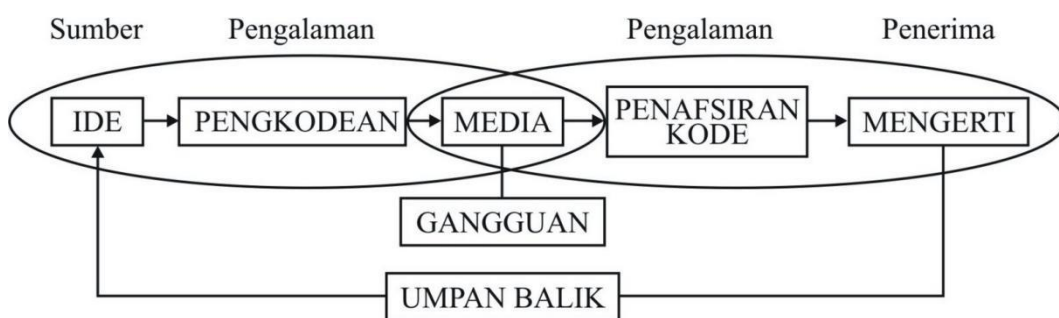 Sumber Pengalaman Pengalaman Penerima
IDE PENGKODEAN MEDIA PENAFSIRAN KODE MENGERTI
GANGGUAN
UMPAN BALIK